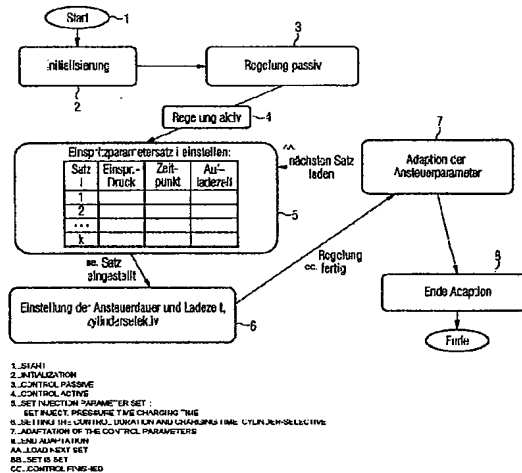 Start
1
Initialisierung
2
3
Regelung passiv
Regelung aktiv
4
Einspritzparametersatz i einstellen:
Satz i
Einspr.-Druck
Zeit-punkt
Auf-ladezeit
1
2
...
k
5
AA.
nächsten Satz
laden
BB. Satz
eingestellt
Einstellung der Ansteuerdauer und Ladezeit,
zylinderselektiv
6
Regelung
CC. fertig
7
Adaption der
Ansteuerparameter
8
Ende Adaption
Ende
1...START
2...INITIALIZATION
3...CONTROL PASSIVE
4...CONTROL ACTIVE
5...SET INJECTION PARAMETER SET :
SET INJECT. PRESSURE TIME CHARGING TIME
6...SETTING THE CONTROL DURATION AND CHARGING TIME CYLINDER-SELECTIVE
7...ADAPTATION OF THE CONTROL PARAMETERS
8...END ADAPTATION
AA...LOAD NEXT SET
BB...SET IS SET
CC...CONTROL FINISHED